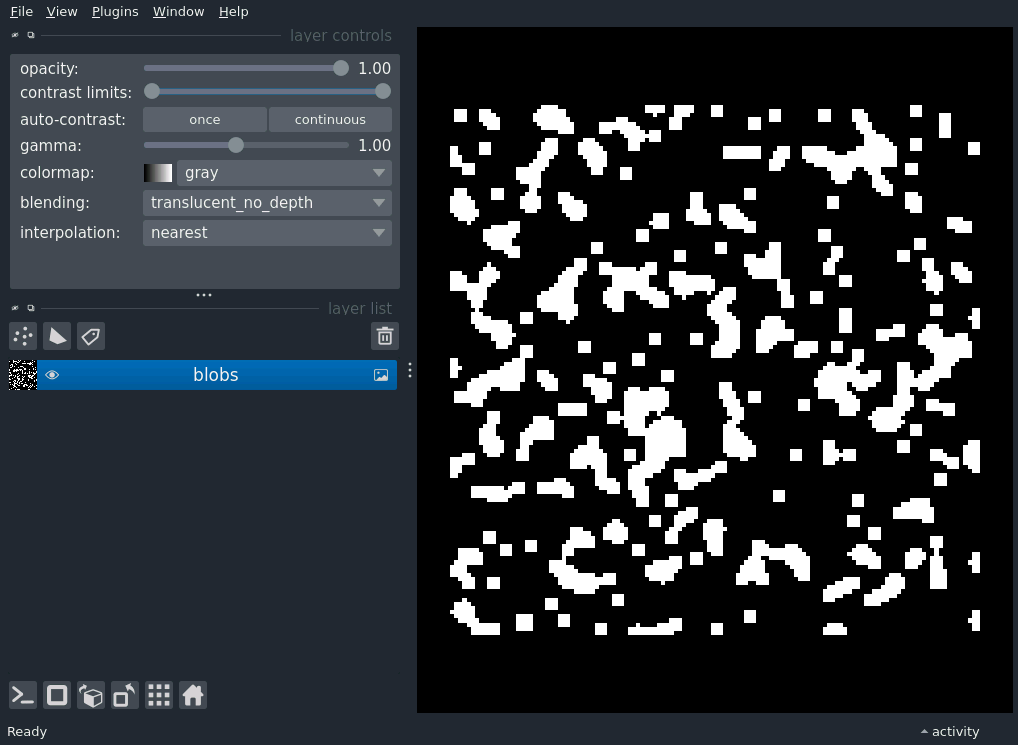 File View Plugins Window Help
layer controls
opacity: 1.00
contrast limits:
auto-contrast: once continuous
gamma: 1.00
colormap: gray
blending: translucent_no_depth
interpolation: nearest
layer list
blobs
Ready activity